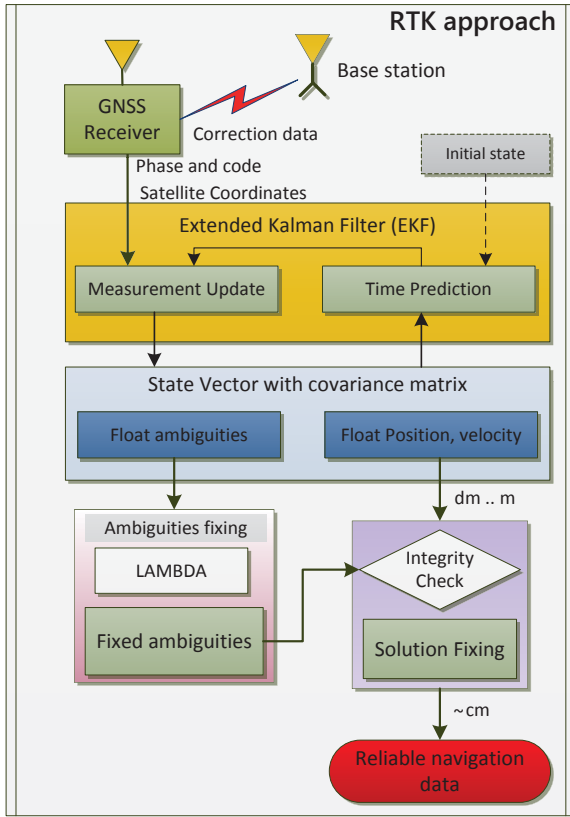 RTK approach
Base station
GNSS
Receiver
Correction data
Phase and code
Satellite Coordinates
Initial state
Extended Kalman Filter (EKF)
Measurement Update
Time Prediction
State Vector with covariance matrix
Float ambiguities
Float Position, velocity
dm .. m
Ambiguities fixing
LAMBDA
Fixed ambiguities
Integrity
Check
Solution Fixing
~cm
Reliable navigation
data